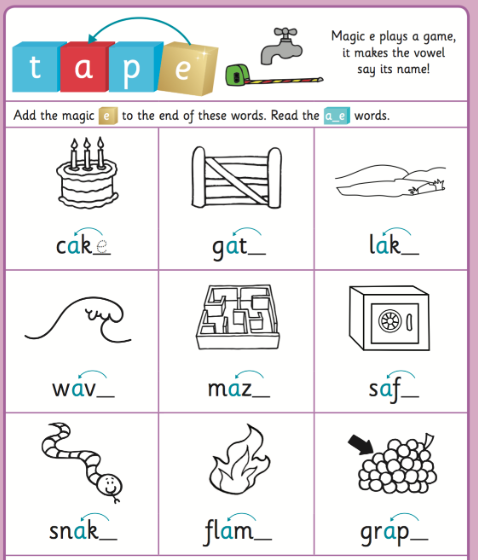 tape
Magic e plays a game,
it makes the vowel
say its name!
Add the magic e to the end of these words. Read the a_e words.
cake
gat_
lak_
wav_
maz_
saf_
snak_
flam_
grap_